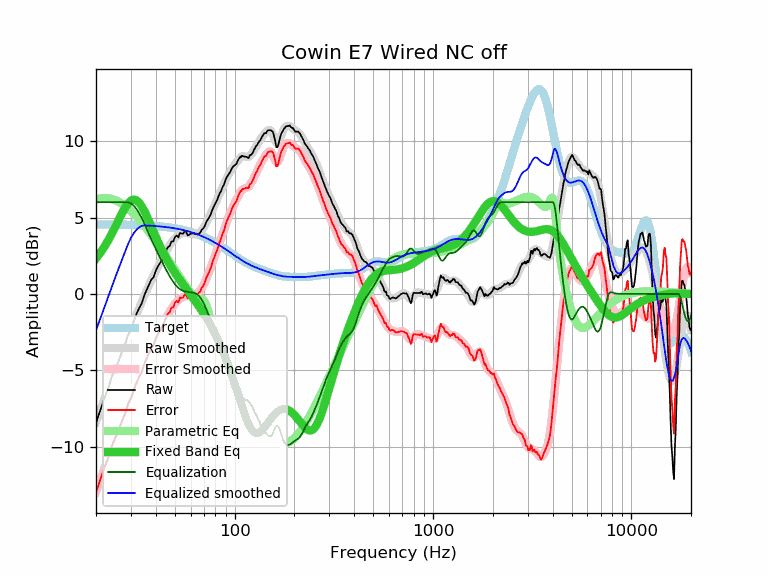 Cowin E7 Wired NC off
Amplitude (dBr)
10
5
0
−5
−10
Target
Raw Smoothed
Error Smoothed
Raw
Error
Parametric Eq
Fixed Band Eq
Equalization
Equalized smoothed
100
1000
10000
Frequency (Hz)